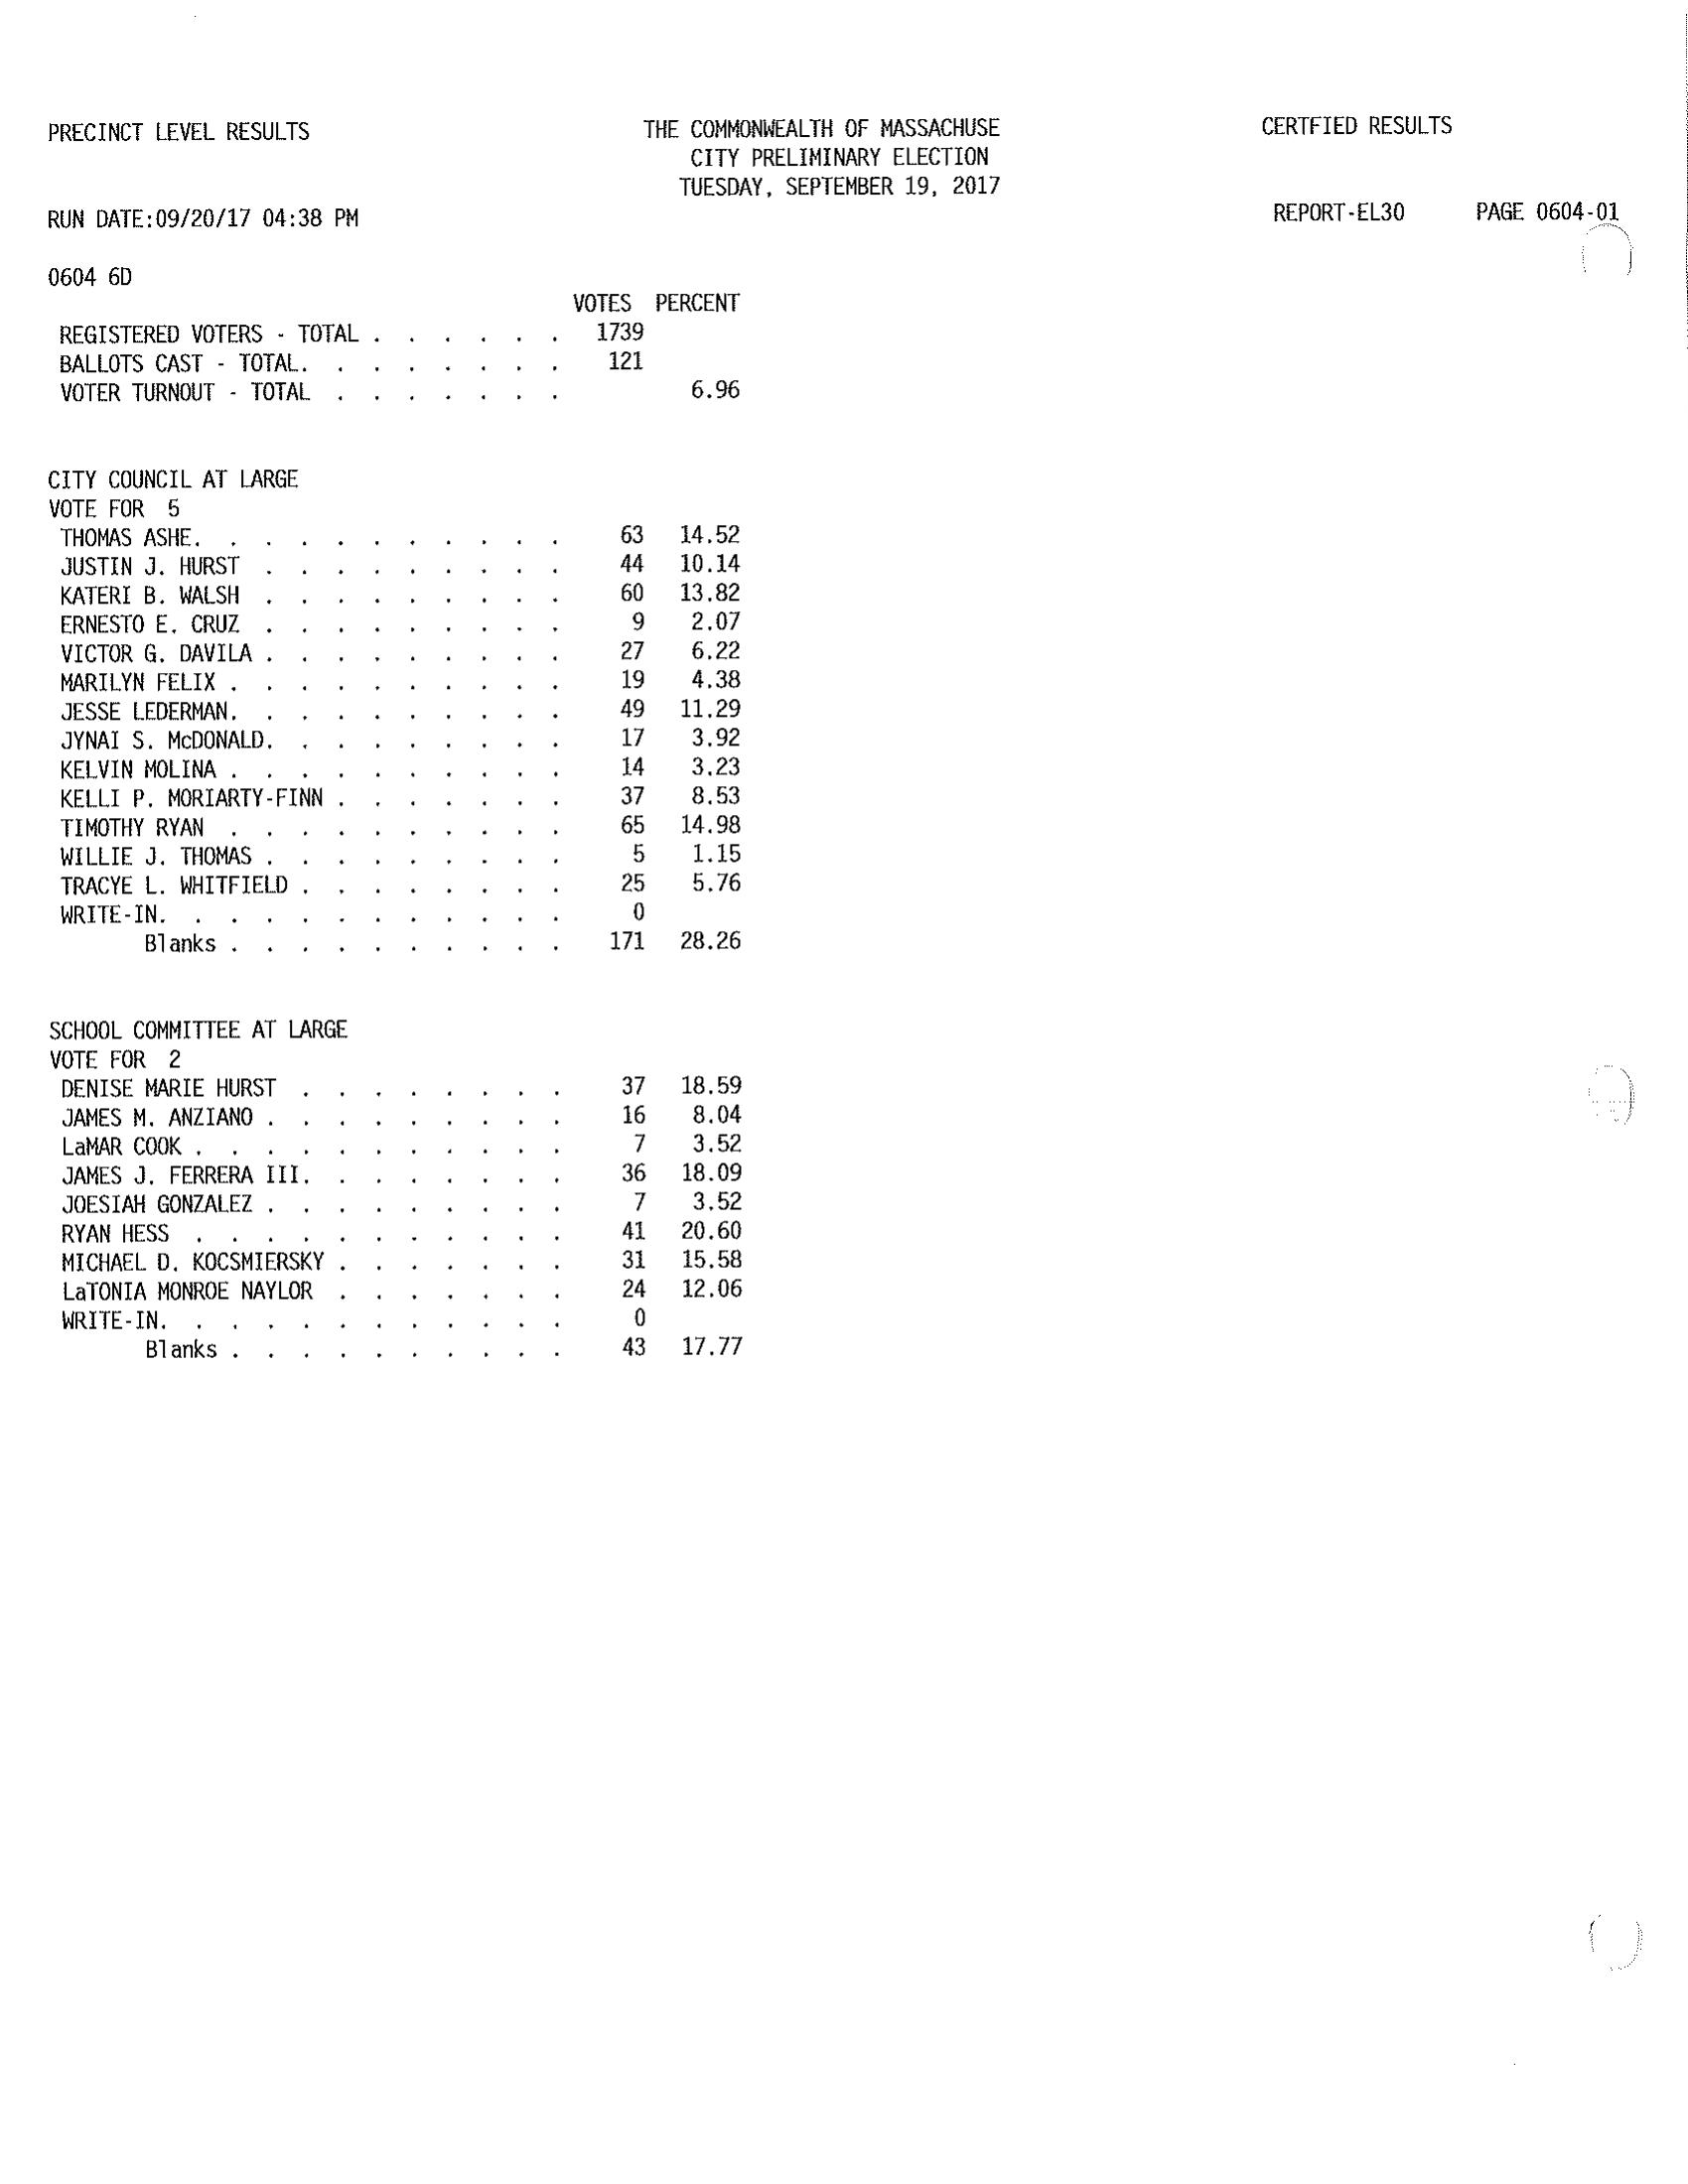 PRECINCT LEVEL RESULTS THE COMMONWEALTH OF MASSACHUSE CERTFIED RESULTS
CITY PRELIMINARY ELECTION
TUESDAY, SEPTEMBER 19, 2017
RUN DATE:09/20/17 04:38 PM REPORT-EL30 PAGE 0604-01
0604 6D
VOTES PERCENT
REGISTERED VOTERS - TOTAL . . . . . . 1739
BALLOTS CAST - TOTAL. . . . . . . . 121
VOTER TURNOUT - TOTAL . . . . . . . 6.96
CITY COUNCIL AT LARGE
VOTE FOR 5
THOMAS ASHE. . . . . . . . . . . 63 14.52
JUSTIN J. HURST . . . . . . . . . 44 10.14
KATERI B. WALSH . . . . . . . . . 60 13.82
ERNESTO E. CRUZ . . . . . . . . . 9 2.07
VICTOR G. DAVILA . . . . . . . . . 27 6.22
MARILYN FELIX . . . . . . . . . . 19 4.38
JESSE LEDERMAN. . . . . . . . . . 49 11.29
JYNAI S. McDONALD. . . . . . . . . 17 3.92
KELVIN MOLINA . . . . . . . . . . 14 3.23
KELLI P. MORIARTY-FINN . . . . . . . 37 8.53
TIMOTHY RYAN . . . . . . . . . . 65 14.98
WILLIE J. THOMAS . . . . . . . . . 5 1.15
TRACYE L. WHITFIELD . . . . . . . . 25 5.76
WRITE-IN. . . . . . . . . . . . 0
Blanks . . . . . . . . . . 171 28.26
SCHOOL COMMITTEE AT LARGE
VOTE FOR 2
DENISE MARIE HURST . . . . . . . . 37 18.59
JAMES M. ANZIANO . . . . . . . . . 16 8.04
LaMAR COOK . . . . . . . . . . . 7 3.52
JAMES J. FERRERA III. . . . . . . . 36 18.09
JOESIAH GONZALEZ . . . . . . . . . 7 3.52
RYAN HESS . . . . . . . . . . . 41 20.60
MICHAEL D. KOCSMIERSKY . . . . . . . 31 15.58
LaTONIA MONROE NAYLOR . . . . . . . 24 12.06
WRITE-IN. . . . . . . . . . . . 0
Blanks . . . . . . . . . . 43 17.77